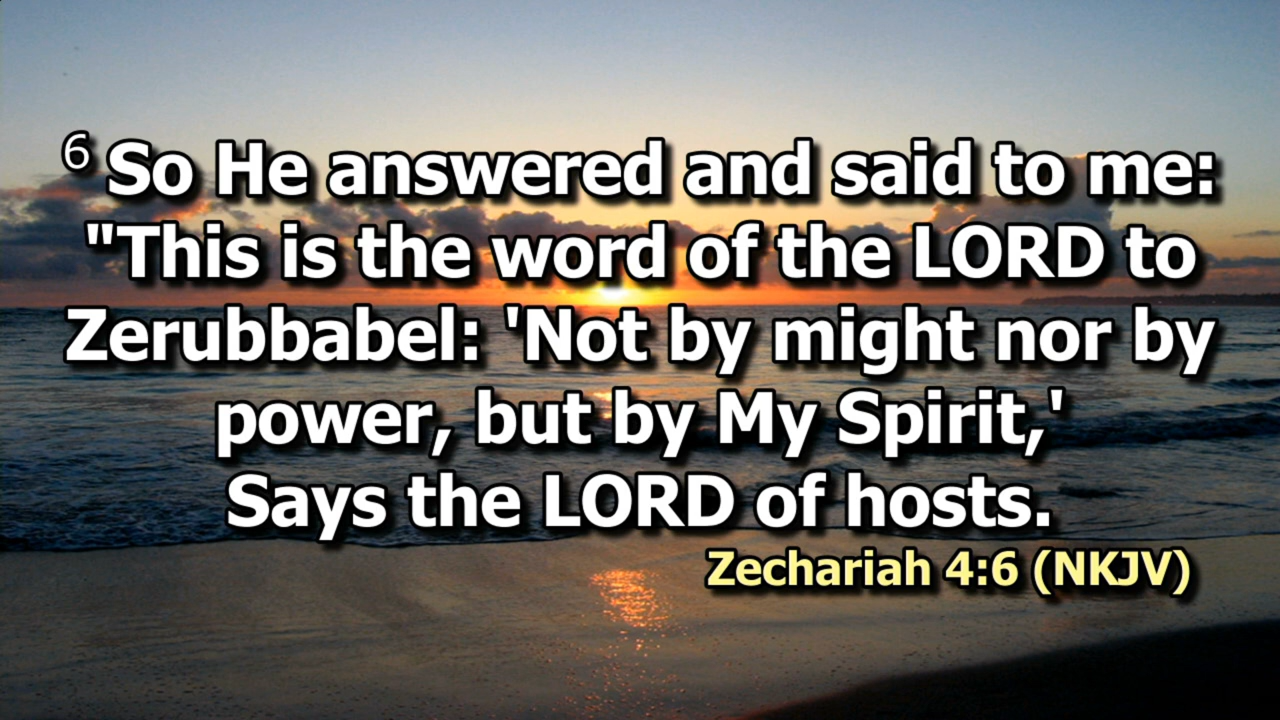 6 So He answered and said to me:
"This is the word of the LORD to
Zerubbabel: 'Not by might nor by
power, but by My Spirit,'
Says the LORD of hosts.
Zechariah 4:6 (NKJV)